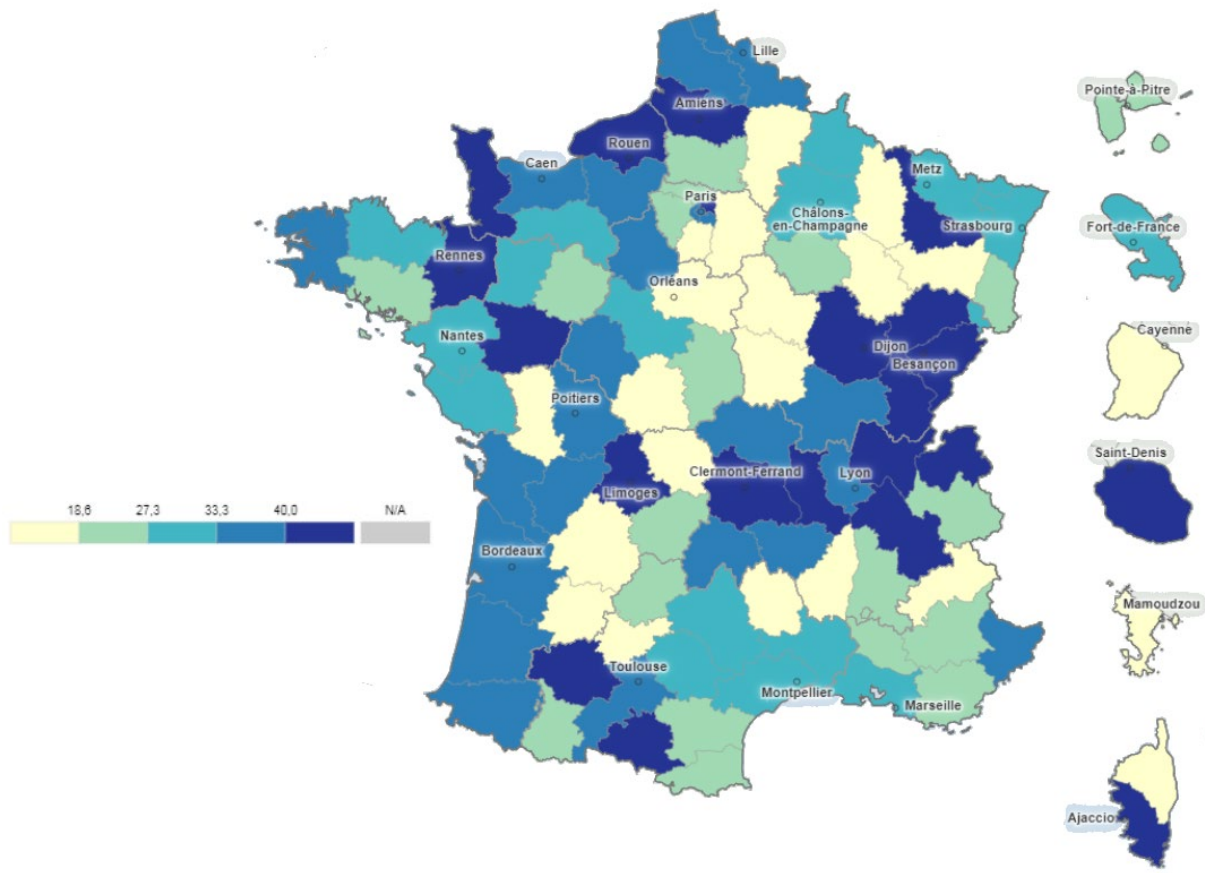 Lille
Pointe-à-Pitre
Amiens
Rouen
Caen
Metz
Paris
Châlons-
en-Champagne
Strasbourg
Fort-de-France
Rennes
Orléans
Cayenne
Nantes
Dijon
Besançon
Poitiers
Saint-Denis
Clermont-Ferrand
Lyon
Limoges
18,6 27,3 33,3 40,0 N/A
Bordeaux
Mamoudzou
Toulouse
Montpellier
Marseille
Ajaccio